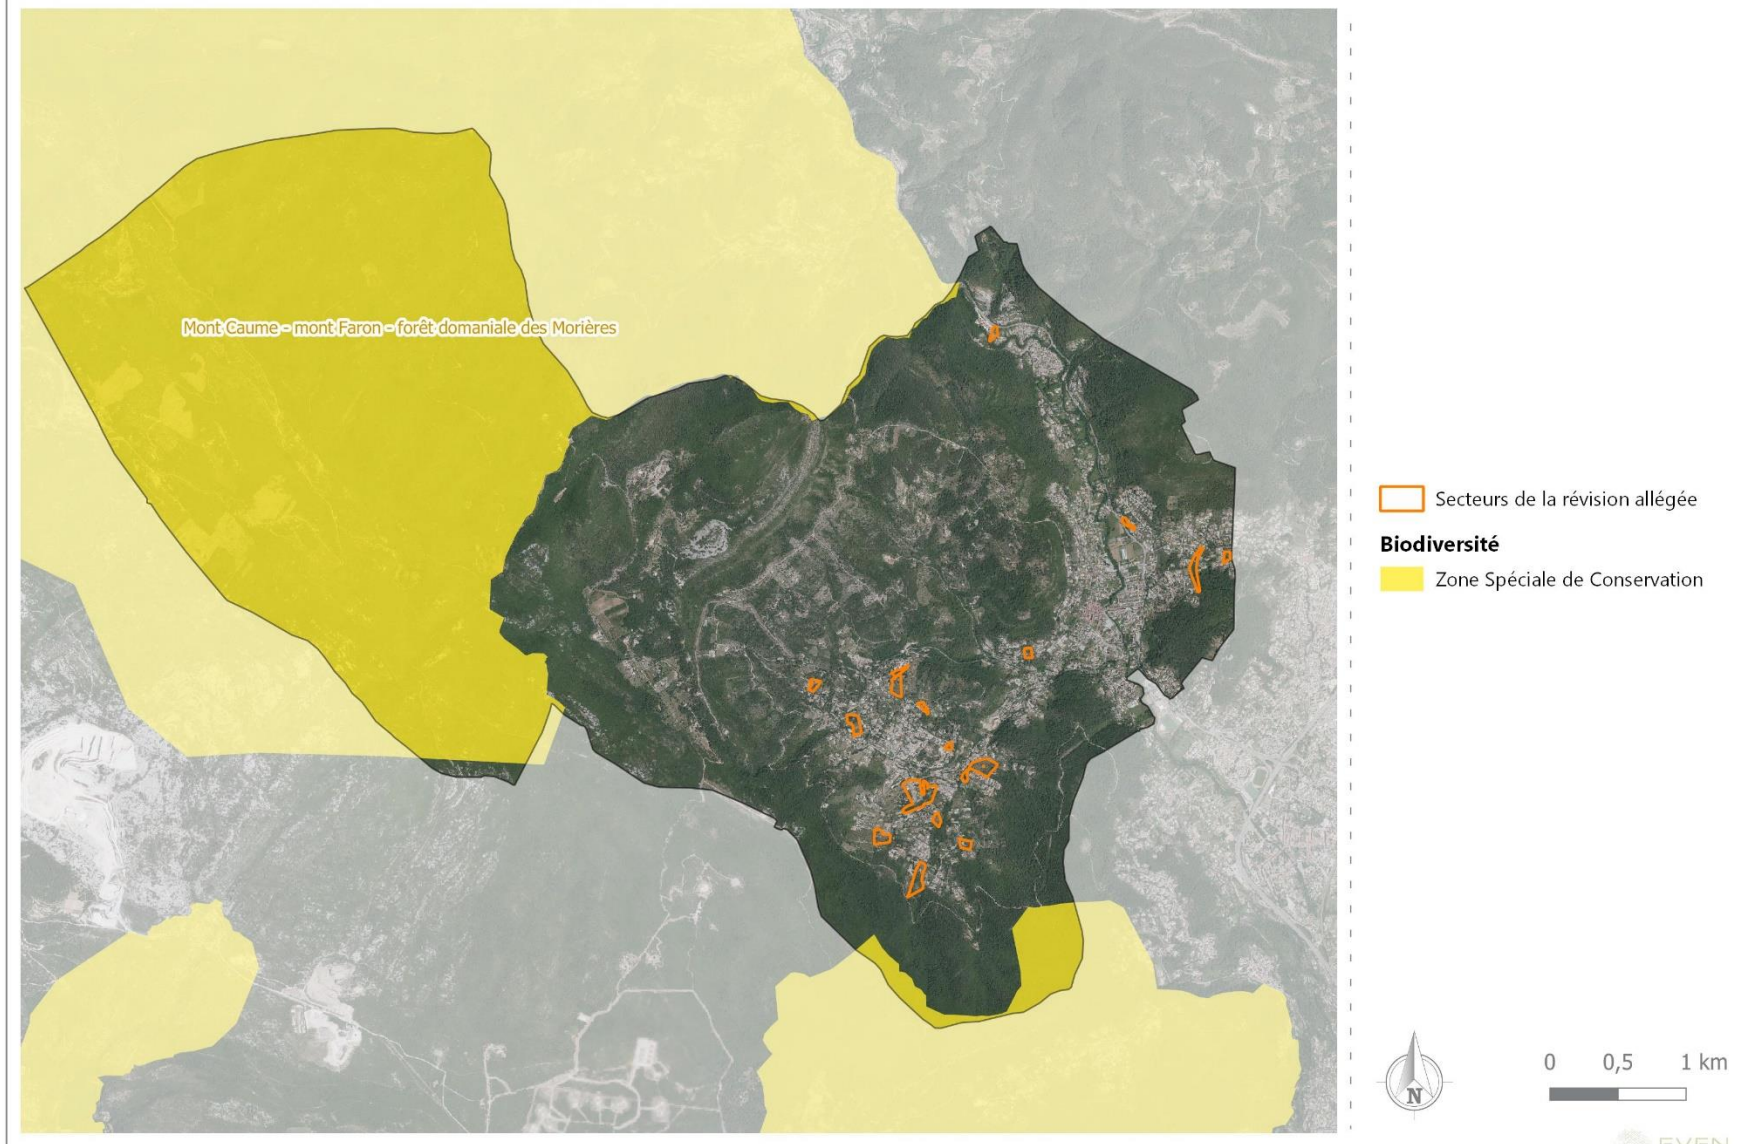 Mont Caume - mont Faron - forêt domaniale des Morières
Secteurs de la révision allégée
Biodiversité
Zone Spéciale de Conservation
0 0,5 1 km
N
EVEN